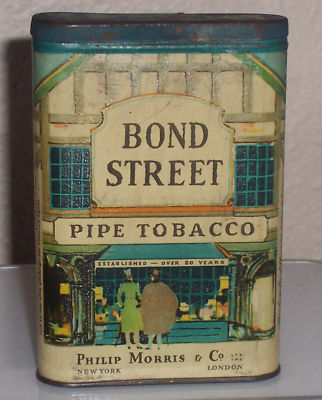 BOND
STREET
PIPE TOBACCO
ESTABLISHED — OVER 80 YEARS
PHILIP MORRIS & CO LTD. INC.
NEW YORK LONDON